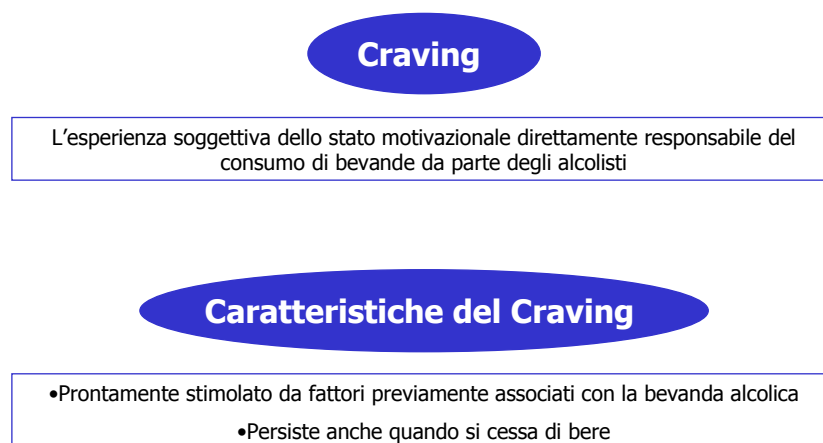 Craving
L'esperienza soggettiva dello stato motivazionale direttamente responsabile del
consumo di bevande da parte degli alcolisti
Caratteristiche del Craving
•Prontamente stimolato da fattori previamente associati con la bevanda alcolica
•Persiste anche quando si cessa di bere